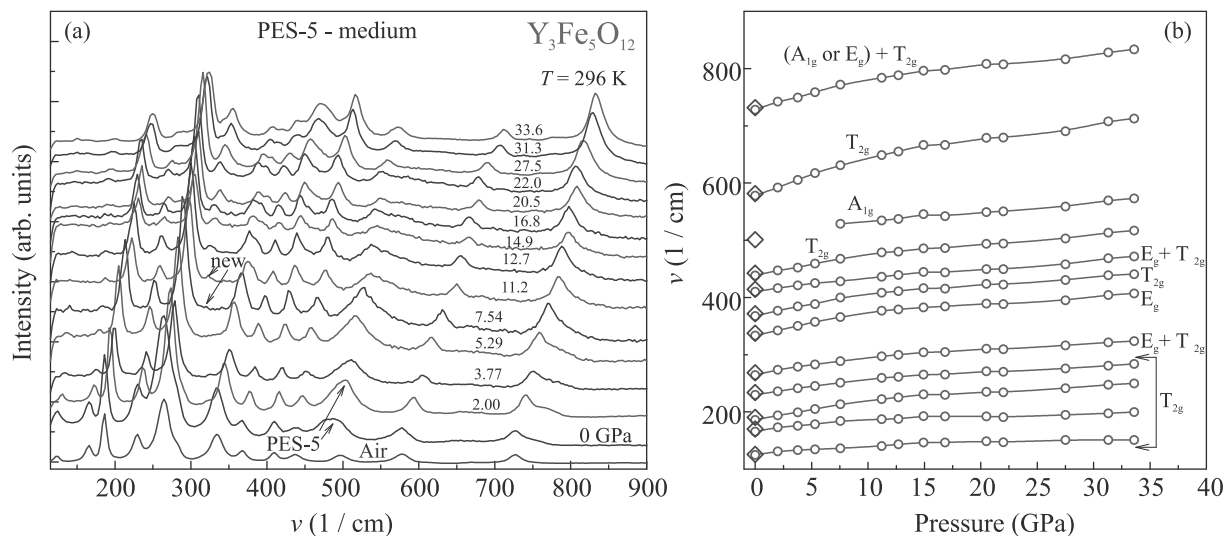 (a) PES-5 - medium Y₃Fe₅O₁₂
T = 296 K
33.6
31.3
27.5
22.0
20.5
16.8
14.9
12.7
new
11.2
7.54
5.29
3.77
2.00
PES-5
0 GPa
Air
Intensity (arb. units)
200 300 400 500 600 700 800 900
ν (1 / cm)
(b)
(A₁g or Eg) + T₂g
T₂g
A₁g
T₂g
Eg + T₂g
T₂g
Eg
Eg + T₂g
T₂g
800
600
400
200
ν (1 / cm)
0 5 10 15 20 25 30 35 40
Pressure (GPa)